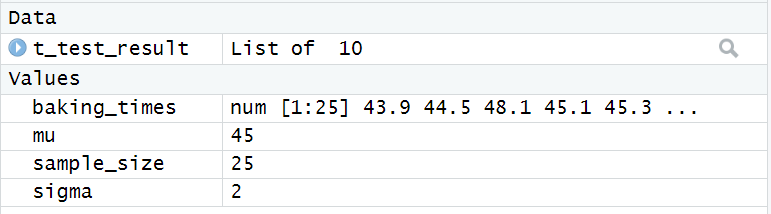 Data
t_test_result List of  10
Values
baking_times num [1:25] 43.9 44.5 48.1 45.1 45.3 ...
mu 45
sample_size 25
sigma 2